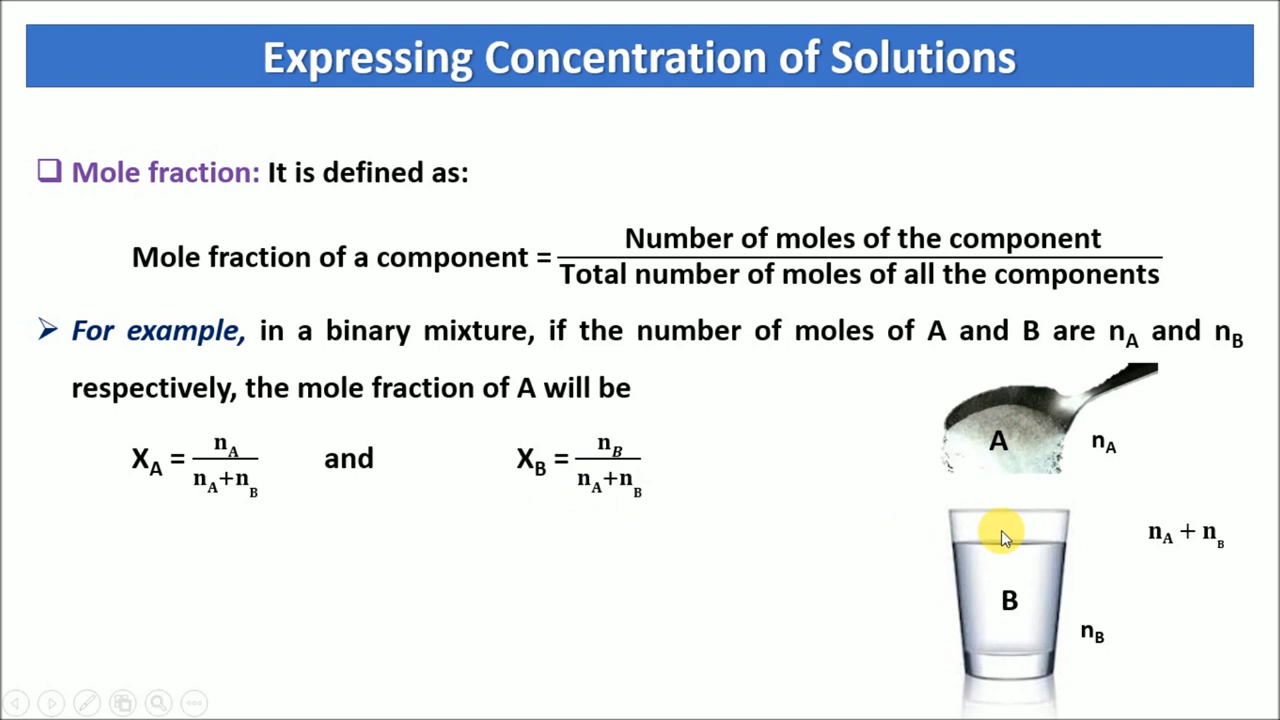 Expressing Concentration of Solutions
Mole fraction: It is defined as:
Mole fraction of a component = Number of moles of the component / Total number of moles of all the components
For example, in a binary mixture, if the number of moles of A and B are nA and nB
respectively, the mole fraction of A will be
XA = nA / nA+nB and XB = nB / nA+nB
A nA
nA + nB
B
nB